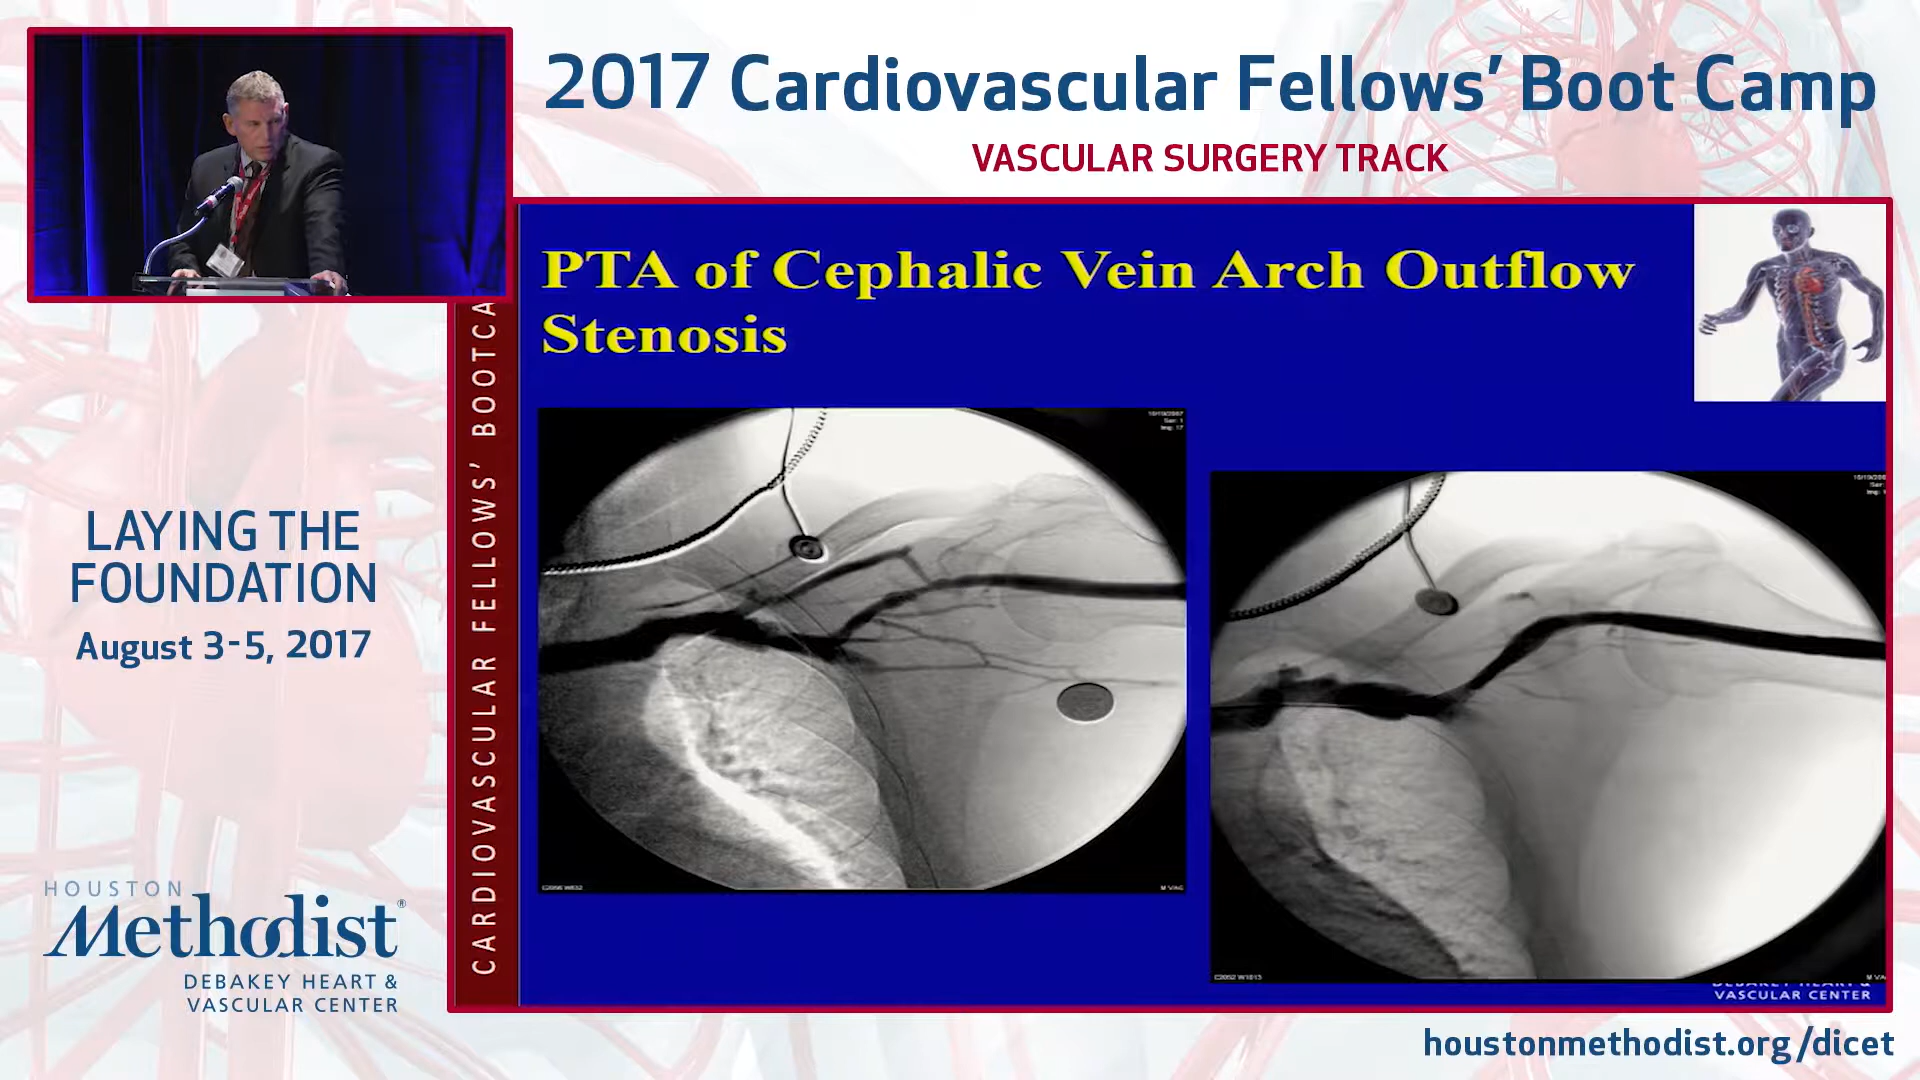 2017 Cardiovascular Fellows' Boot Camp
VASCULAR SURGERY TRACK
PTA of Cephalic Vein Arch Outflow
Stenosis
CARDIOVASCULAR FELLOWS' BOOTCA
LAYING THE
FOUNDATION
August 3-5, 2017
HOUSTON
Methodist®
DEBAKEY HEART &
VASCULAR CENTER
VASCULAR CENTER
houstonmethodist.org/dicet